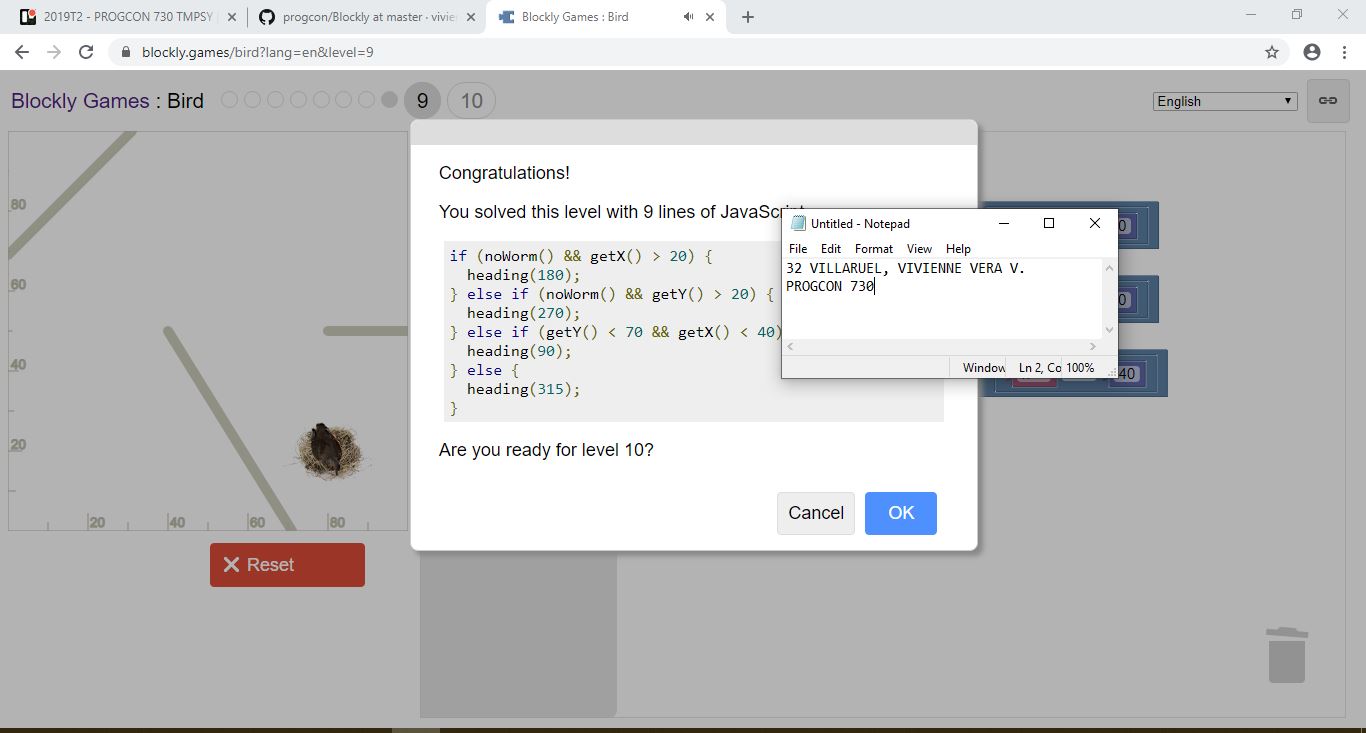 2019T2 - PROGCON 730 TMPSY
progcon/Blockly at master · vivie
Blockly Games : Bird
blockly.games/bird?lang=en&level=9
Blockly Games : Bird
9
10
English
Congratulations!
You solved this level with 9 lines of JavaScript
if (noWorm() && getX() > 20) {
heading(180);
} else if (noWorm() && getY() > 20) {
heading(270);
} else if (getY() < 70 && getX() < 40)
heading(90);
} else {
heading(315);
}
Are you ready for level 10?
Cancel
OK
Untitled - Notepad
File Edit Format View Help
32 VILLARUEL, VIVIENNE VERA V.
PROGCON 730
Window Ln 2, Co 100%
0
0
40
80
60
40
20
20 40 60 80
Reset